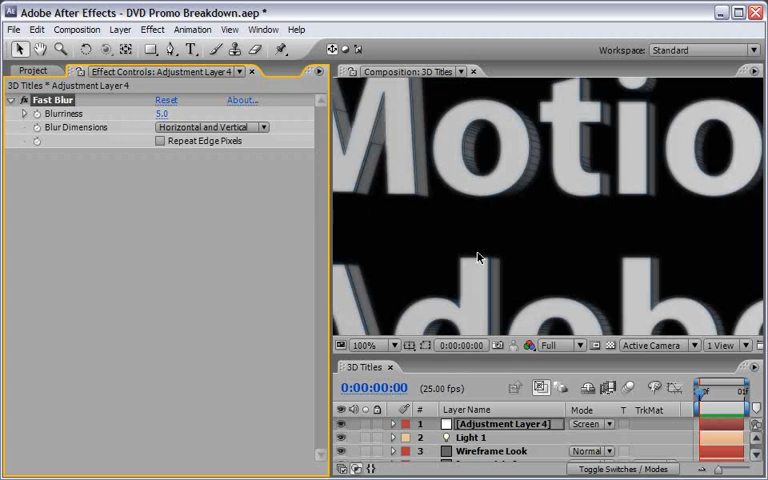 Adobe After Effects - DVD Promo Breakdown.aep *
File Edit Composition Layer Effect Animation View Window Help
Workspace: Standard
Project Effect Controls: Adjustment Layer 4 Composition: 3D Titles
3D Titles * Adjustment Layer 4
Fast Blur Reset About...
Blurriness 5.0
Blur Dimensions Horizontal and Vertical
Repeat Edge Pixels
Motio
Adobe
100% 0:00:00:00 Full Active Camera 1 View
3D Titles
0:00:00:00 (25.00 fps)
# Layer Name Mode T TrkMat
1 [Adjustment Layer 4] Screen
2 Light 1
3 Wireframe Look Normal
Toggle Switches / Modes